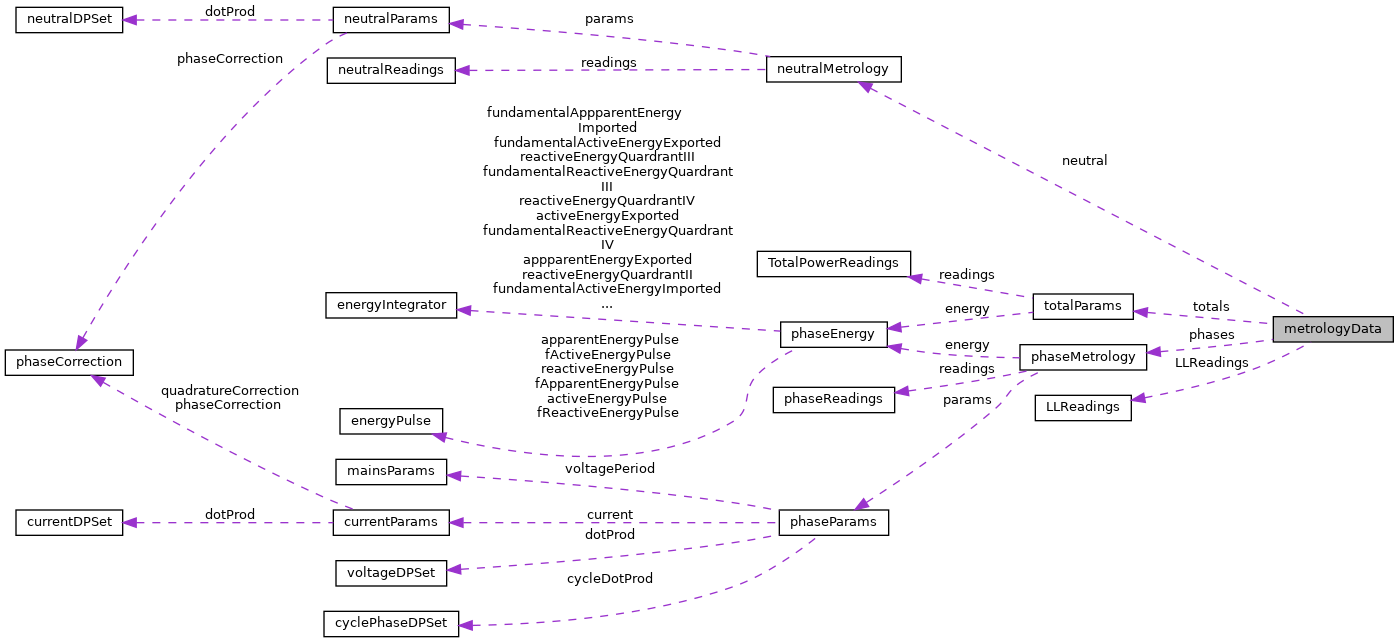 neutralDPSet
dotProd
neutralParams
params
phaseCorrection
neutralReadings
readings
neutralMetrology
fundamentalAppparentEnergy
Imported
fundamentalActiveEnergyExported
reactiveEnergyQuardrantIII
fundamentalReactiveEnergyQuardrant
III
reactiveEnergyQuardrantIV
activeEnergyExported
fundamentalReactiveEnergyQuardrant
IV
appparentEnergyExported
reactiveEnergyQuardrantII
fundamentalActiveEnergyImported
...
neutral
TotalPowerReadings
readings
energyIntegrator
totalParams
totals
energy
phaseEnergy
metrologyData
phases
energy
phaseMetrology
LLReadings
apparentEnergyPulse
fActiveEnergyPulse
reactiveEnergyPulse
fApparentEnergyPulse
activeEnergyPulse
fReactiveEnergyPulse
phaseCorrection
readings
phaseReadings
params
LLReadings
quadratureCorrection
phaseCorrection
energyPulse
mainsParams
voltagePeriod
currentDPSet
dotProd
currentParams
current
phaseParams
dotProd
voltageDPSet
cycleDotProd
cyclePhaseDPSet